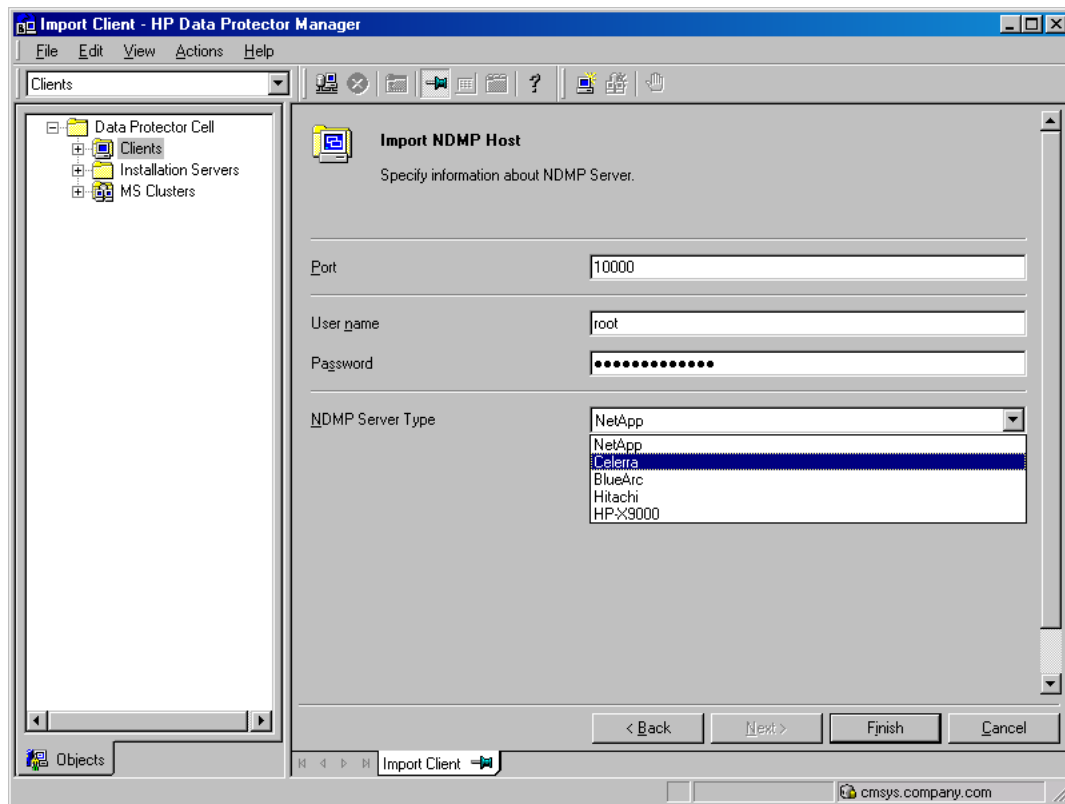 Import Client - HP Data Protector Manager
File Edit View Actions Help
Clients
?
Data Protector Cell
Clients
Installation Servers
MS Clusters
Import NDMP Host
Specify information about NDMP Server.
Port 10000
User name root
Password ●●●●●●●●●●●●●
NDMP Server Type NetApp
NetApp
Celerra
BlueArc
Hitachi
HP-X9000
< Back Next > Finish Cancel
Objects
Import Client
cmsys.company.com